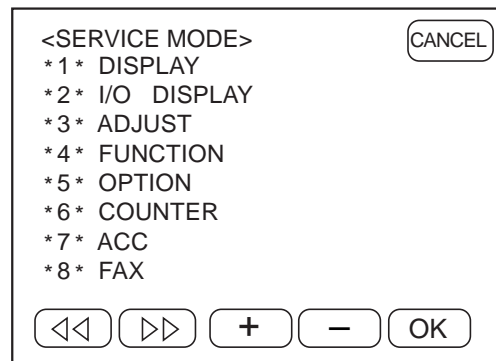 <SERVICE MODE> CANCEL
*1* DISPLAY
*2* I/O DISPLAY
*3* ADJUST
*4* FUNCTION
*5* OPTION
*6* COUNTER
*7* ACC
*8* FAX
+ − OK